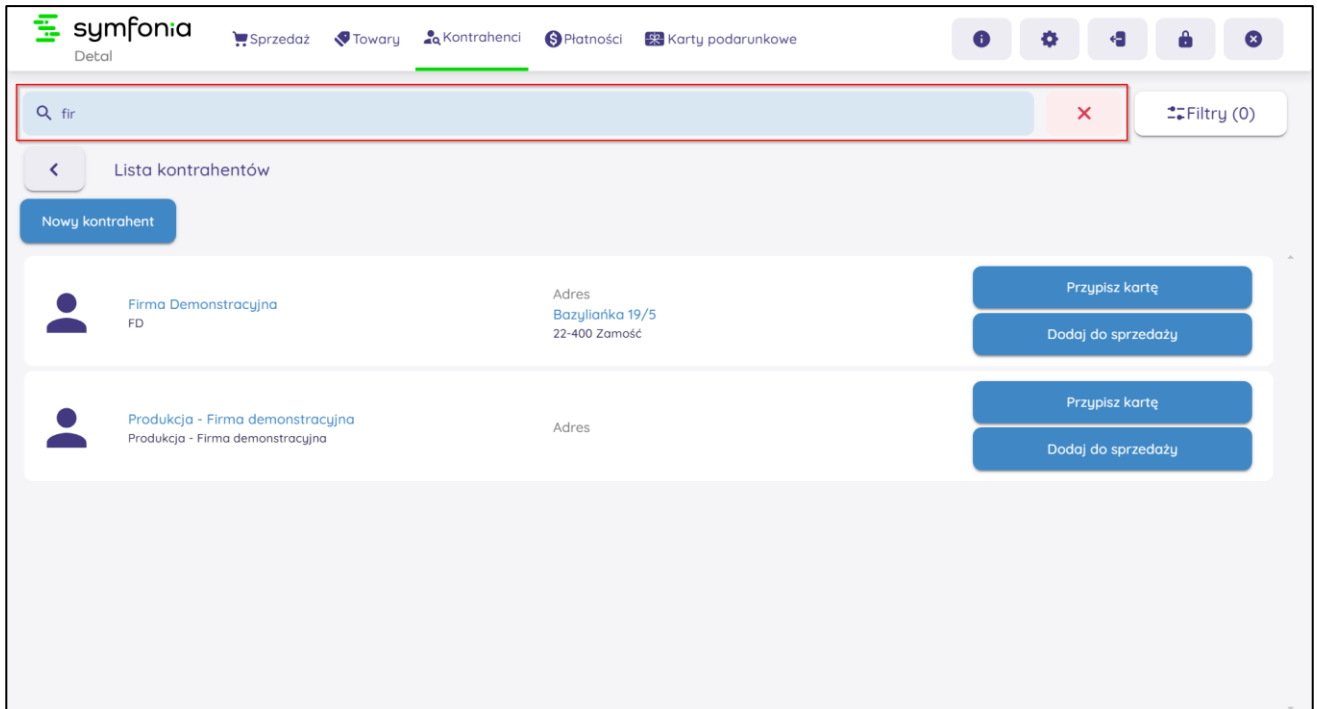 symfonia
Detal
Sprzedaż Towary Kontrahenci Płatności Karty podarunkowe
fir
Filtry (0)
Lista kontrahentów
Nowy kontrahent
Firma Demonstracyjna
FD
Adres
Bazyliańka 19/5
22-400 Zamość
Przypisz kartę
Dodaj do sprzedaży
Produkcja - Firma demonstracyjna
Produkcja - Firma demonstracyjna
Adres
Przypisz kartę
Dodaj do sprzedaży